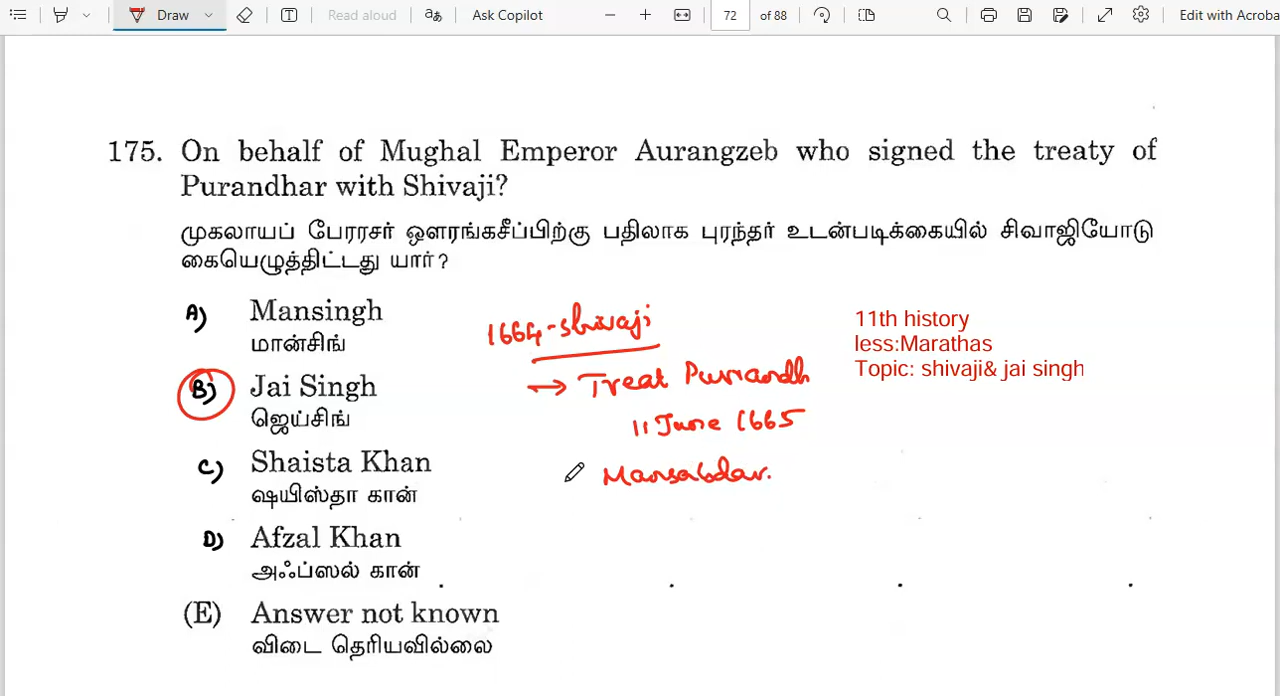 Draw
Read aloud
aあ
Ask Copilot
72
of 88
Edit with Acroba
175. On behalf of Mughal Emperor Aurangzeb who signed the treaty of
Purandhar with Shivaji?
முகலாயப் பேரரசர் ஔரங்கசீப்பிற்கு பதிலாக புரந்தர் உடன்படிக்கையில் சிவாஜியோடு
கையெழுத்திட்டது யார்?
A) Mansingh
மான்சிங்
B) Jai Singh
ஜெய்சிங்
C) Shaista Khan
ஷயிஸ்தா கான்
D) Afzal Khan
அஃப்ஸல் கான்
(E) Answer not known
விடை தெரியவில்லை
1664-Shivaji
→ Treat Purrandh
11 June 1665
Mansabdar.
11th history
less:Marathas
Topic: shivaji& jai singh